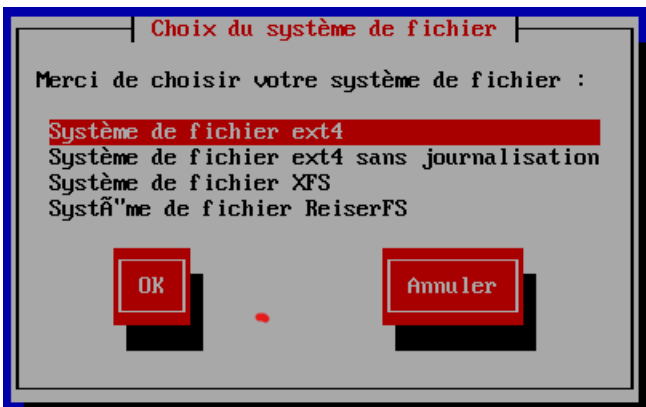 Choix du système de fichier
Merci de choisir votre système de fichier :
Système de fichier ext4
Système de fichier ext4 sans journalisation
Système de fichier XFS
SystÃ"me de fichier ReiserFS
OK
Annuler